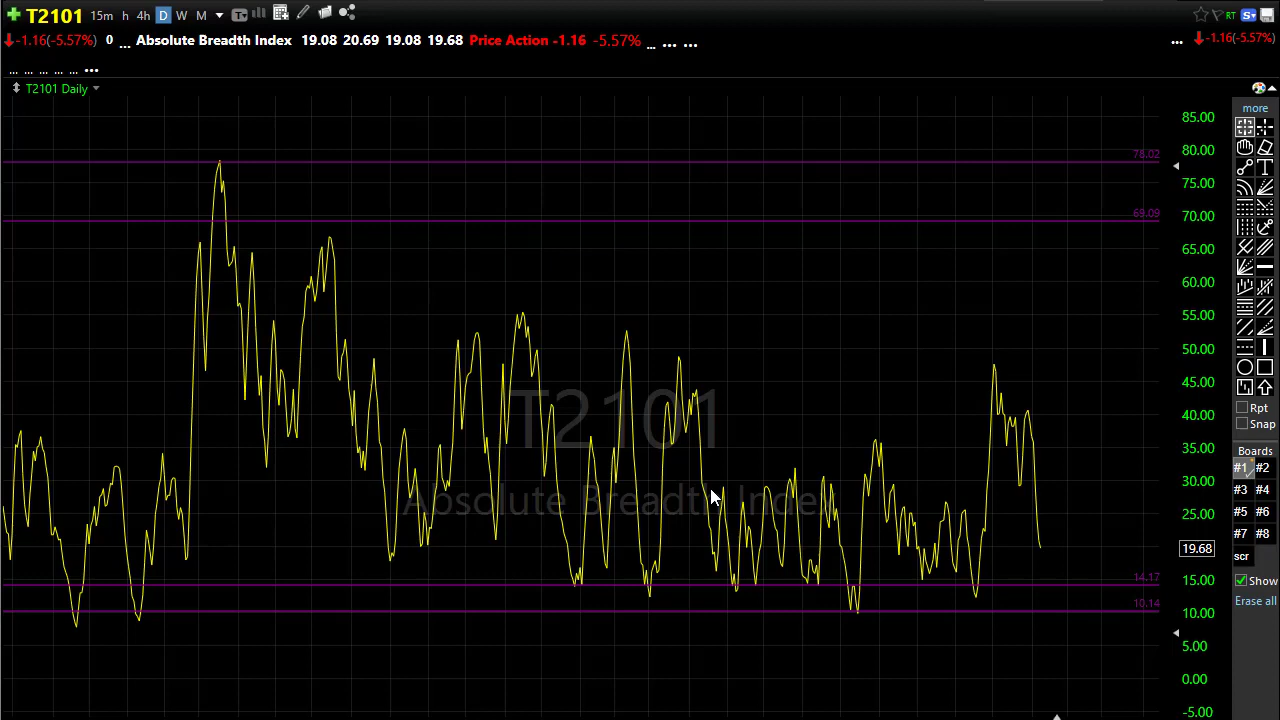 T2101 15m h 4h D W M T
RT S
-1.16(-5.57%) 0 ... Absolute Breadth Index 19.08 20.69 19.08 19.68 Price Action -1.16 -5.57% ... ... ...
... -1.16(-5.57%)
... ... ... ... ... ...
T2101 Daily
more
85.00
80.00
78.02
75.00
70.00
69.09
65.00
60.00
55.00
50.00
45.00
40.00
35.00
30.00
25.00
19.68
15.00
14.17
10.14
10.00
5.00
0.00
-5.00
T2101
Absolute Breadth Index
T
Rpt
Snap
Boards
#1 #2
#3 #4
#5 #6
#7 #8
scr
Show
Erase all